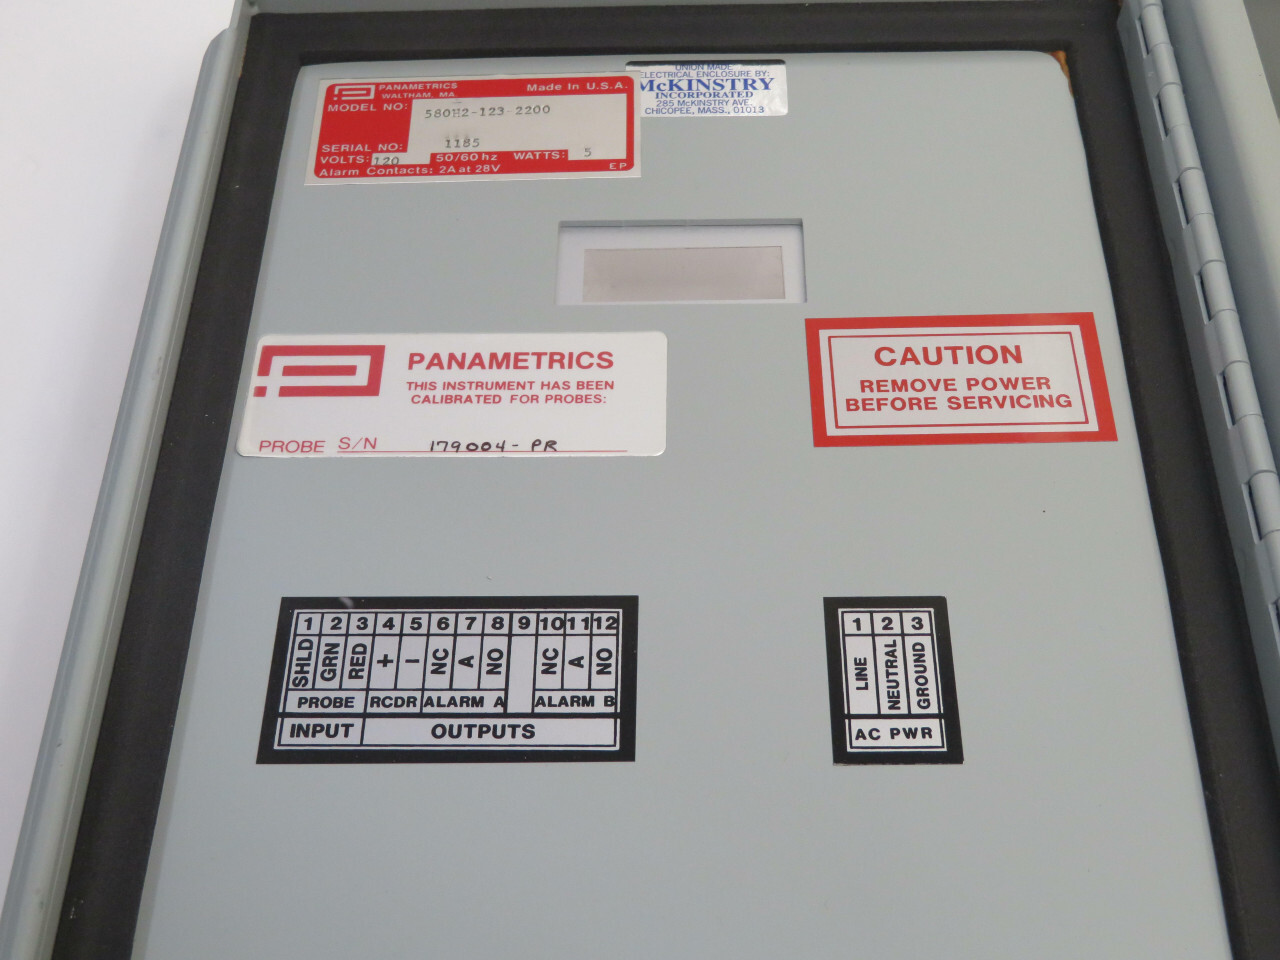 PANAMETRICS Made In U.S.A.
WALTHAM, MA.
MODEL NO: 580H2-123-2200
SERIAL NO: 1185
VOLTS: 120 50/60 hz WATTS: 5
Alarm Contacts: 2A at 28V EP
UNION MADE
ELECTRICAL ENCLOSURE BY:
McKINSTRY
INCORPORATED
285 McKINSTRY AVE.
CHICOPEE, MASS., 01013
PANAMETRICS
THIS INSTRUMENT HAS BEEN
CALIBRATED FOR PROBES:
PROBE S/N 179004-PR
CAUTION
REMOVE POWER
BEFORE SERVICING
1 2 3 4 5 6 7 8 9 10 11 12
SHLD GRN RED + - NC A NO NC A NO
PROBE RCDR ALARM A ALARM B
INPUT OUTPUTS
1 2 3
LINE NEUTRAL GROUND
AC PWR